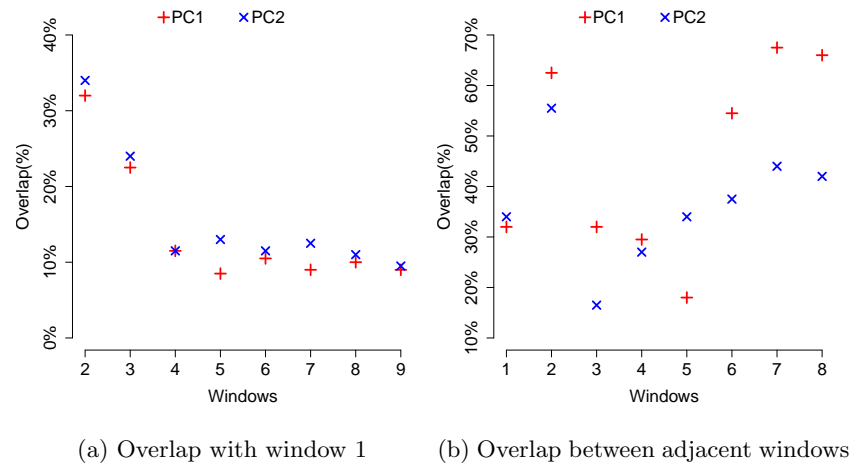 PC1 PC2
40%
30%
20%
10%
0%
Overlap(%)
2 3 4 5 6 7 8 9
Windows
(a) Overlap with window 1
PC1 PC2
70%
60%
50%
40%
30%
20%
10%
Overlap(%)
1 2 3 4 5 6 7 8
Windows
(b) Overlap between adjacent windows